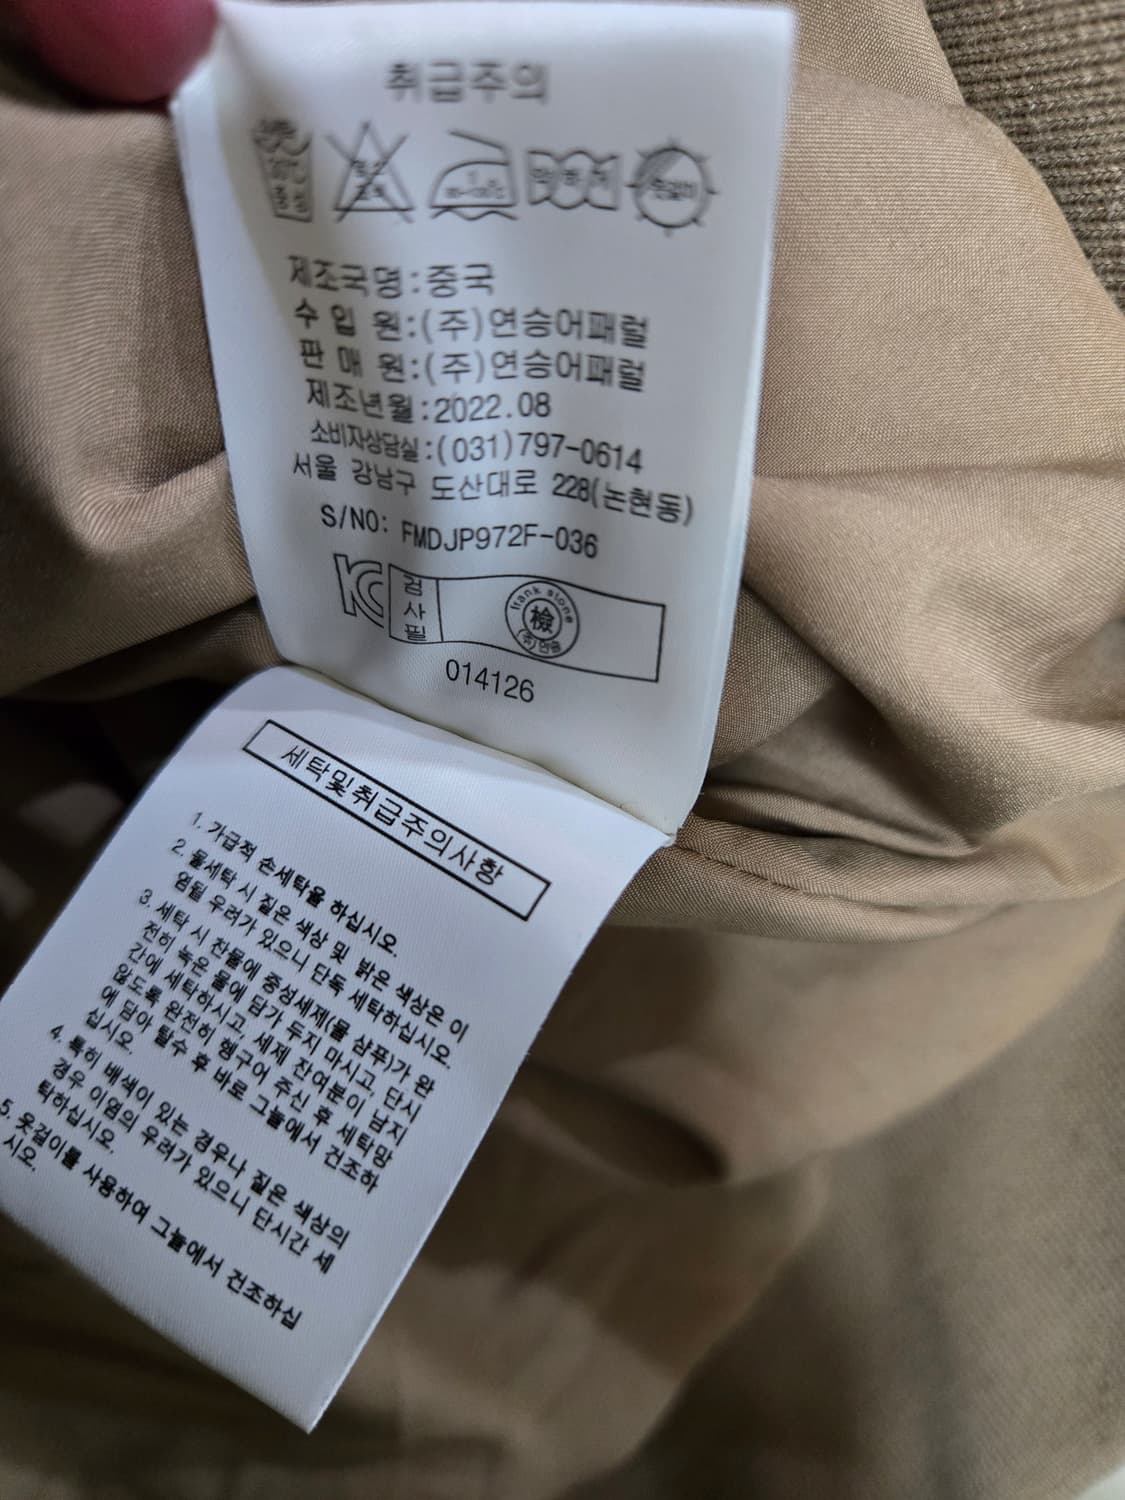 취급주의
제조국명:중국
수 입 원:(주)연승어패럴
판 매 원:(주)연승어패럴
제조년월:2022.08
소비자상담실:(031)797-0614
서울 강남구 도산대로 228(논현동)
S/NO: FMDJP972F-036
검
사
필
hank stone
檢
(주)연승
014126
세탁및취급주의사항
1. 가급적 손세탁을 하십시오.
2. 물세탁 시 짙은 색상 및 밝은 색상은 이
염될 우려가 있으니 단독 세탁하십시오.
3. 세탁 시 찬물에 중성세제(물 샴푸)가 완
전히 녹은 물에 담가 두지 마시고, 단시
간에 세탁하시고, 세제 잔여분이 남지
않도록 완전히 헹구어 주신 후 세탁망
에 담아 탈수 후 바로 그늘에서 건조하
십시오.
4. 특히 배색이 있는 경우나 짙은 색상의
경우 이염의 우려가 있으니 단시간 세
탁하십시오.
5. 옷걸이를 사용하여 그늘에서 건조하십
시오.